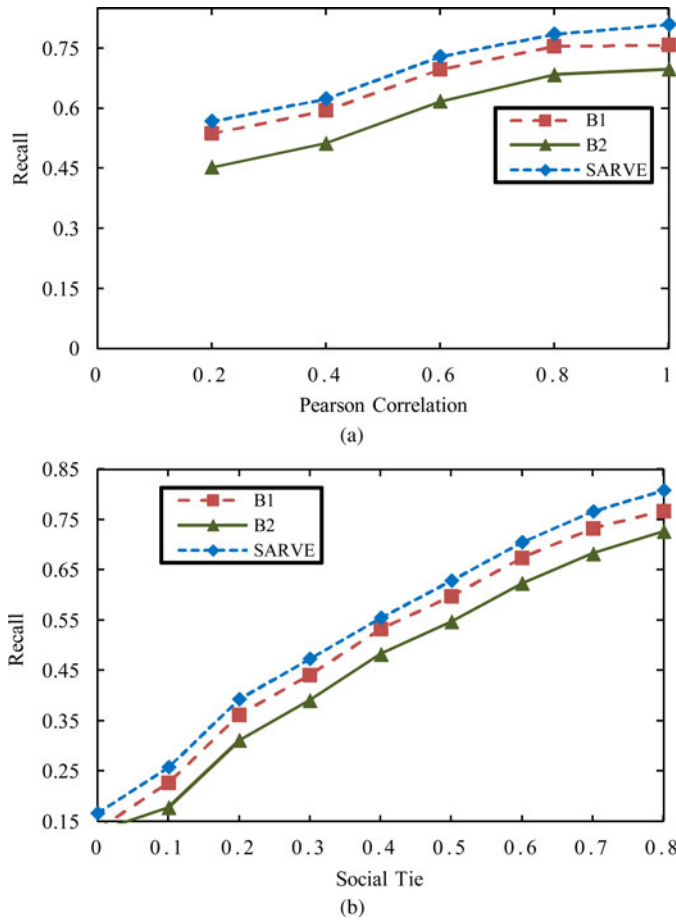 0.75
0.6
0.45
0.3
0.15
0
Recall
B1
B2
SARVE
0 0.2 0.4 0.6 0.8 1
Pearson Correlation
(a)
0.85
0.75
0.65
0.55
0.45
0.35
0.25
0.15
Recall
B1
B2
SARVE
0 0.1 0.2 0.3 0.4 0.5 0.6 0.7 0.8
Social Tie
(b)